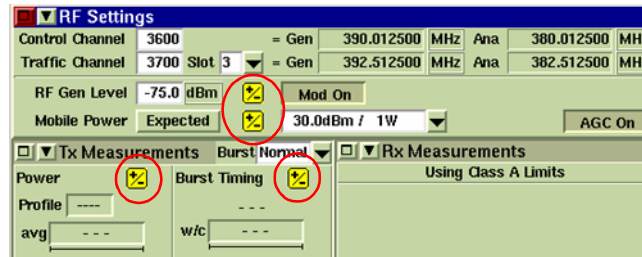 RF Settings
Control Channel 3600 = Gen 390.012500 MHz Ana 380.012500 MH
Traffic Channel 3700 Slot 3 = Gen 392.512500 MHz Ana 382.512500 MH
RF Gen Level -75.0 dBm +- Mod On
Mobile Power Expected +- 30.0dBm / 1W AGC On
Tx Measurements Burst Normal Rx Measurements
Power +- Burst Timing +- Using Class A Limits
Profile ---- - - -
avg - - - w/c - - -